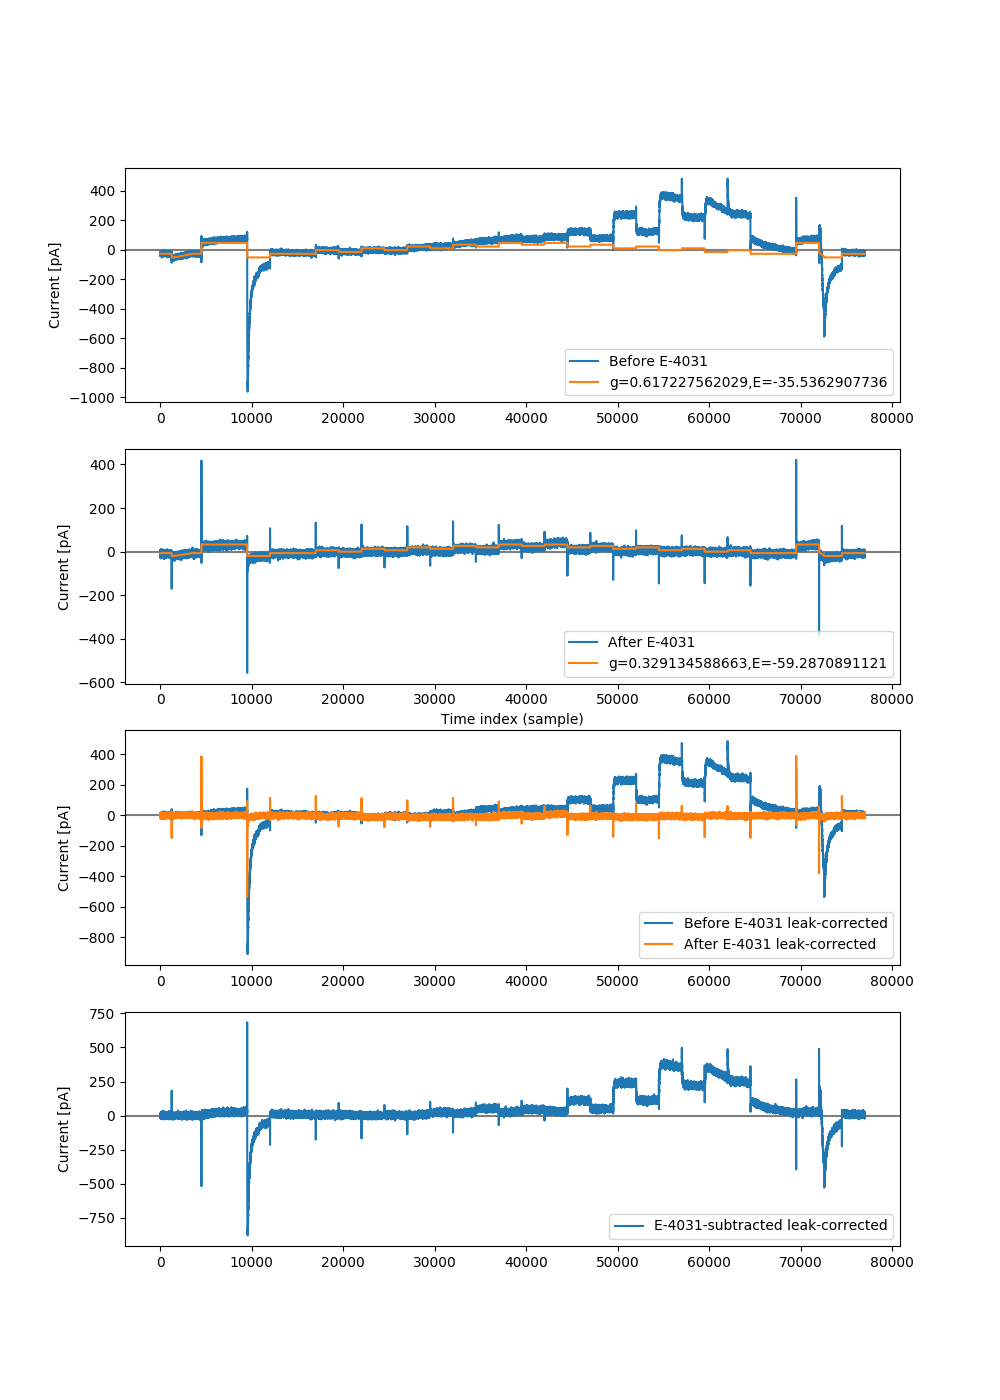 400
200
0
−200
−400
−600
−800
−1000
Current [pA]
Before E-4031
g=0.617227562029,E=-35.5362907736
0 10000 20000 30000 40000 50000 60000 70000 80000
400
200
0
−200
−400
−600
Current [pA]
After E-4031
g=0.329134588663,E=-59.2870891121
0 10000 20000 30000 40000 50000 60000 70000 80000
Time index (sample)
400
200
0
−200
−400
−600
−800
Current [pA]
Before E-4031 leak-corrected
After E-4031 leak-corrected
0 10000 20000 30000 40000 50000 60000 70000 80000
750
500
250
0
−250
−500
−750
Current [pA]
E-4031-subtracted leak-corrected
0 10000 20000 30000 40000 50000 60000 70000 80000